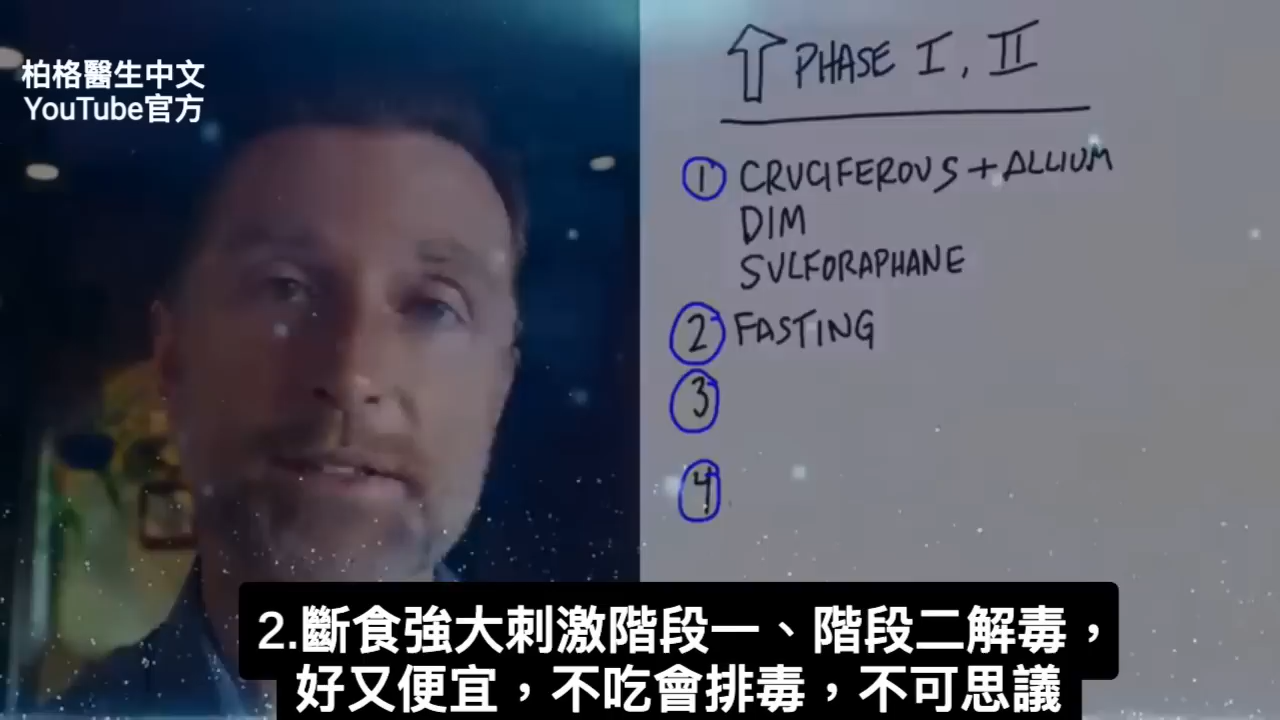 柏格醫生中文
YouTube官方
↑ PHASE I, II
① CRUCIFEROUS + ALLIUM
DIM
SULFORAPHANE
② FASTING
③
④
2.斷食強大刺激階段一、階段二解毒，
好又便宜，不吃會排毒，不可思議